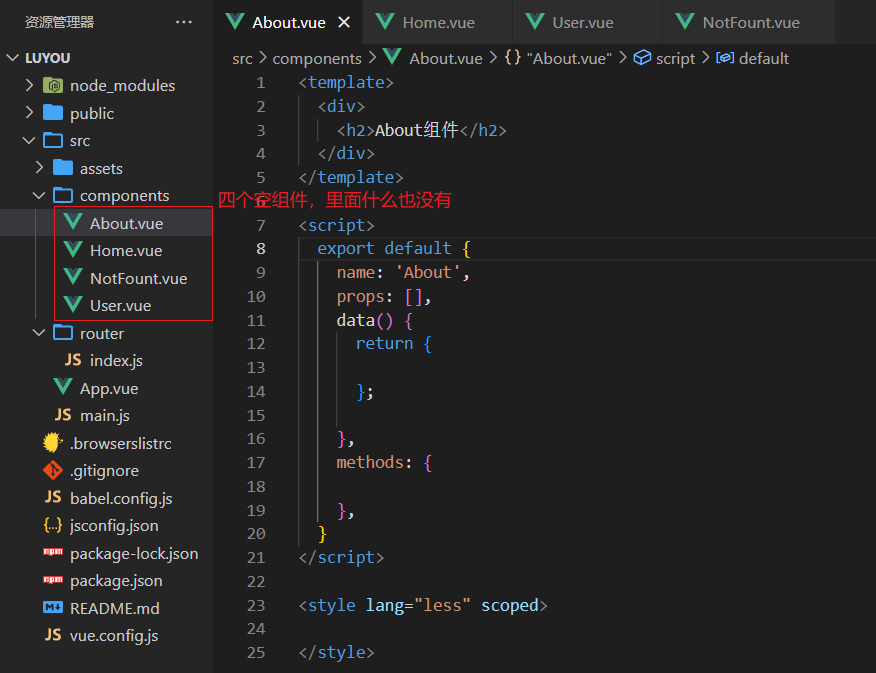 资源管理器 ···
LUYOU
node_modules
public
src
assets
components
About.vue
Home.vue
NotFount.vue
User.vue
router
JS index.js
App.vue
JS main.js
.browserslistrc
.gitignore
JS babel.config.js
{..} jsconfig.json
npm package-lock.json
npm package.json
README.md
JS vue.config.js
About.vue × Home.vue User.vue NotFount.vue
src > components > About.vue > {} "About.vue" > script > default
1 <template>
2 <div>
3 <h2>About组件</h2>
4 </div>
5 </template>
四个空组件，里面什么也没有
6
7 <script>
8 export default {
9 name: 'About',
10 props: [],
11 data() {
12 return {
13
14 };
15
16 },
17 methods: {
18
19 },
20 }
21 </script>
22
23 <style lang="less" scoped>
24
25 </style>